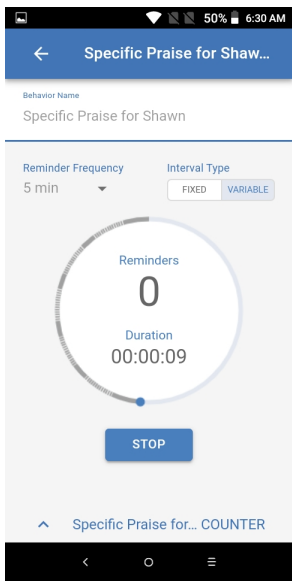 50% 6:30 AM
Specific Praise for Shaw...
Behavior Name
Specific Praise for Shawn
Reminder Frequency
Interval Type
5 min
FIXED
VARIABLE
Reminders
0
Duration
00:00:09
STOP
Specific Praise for... COUNTER